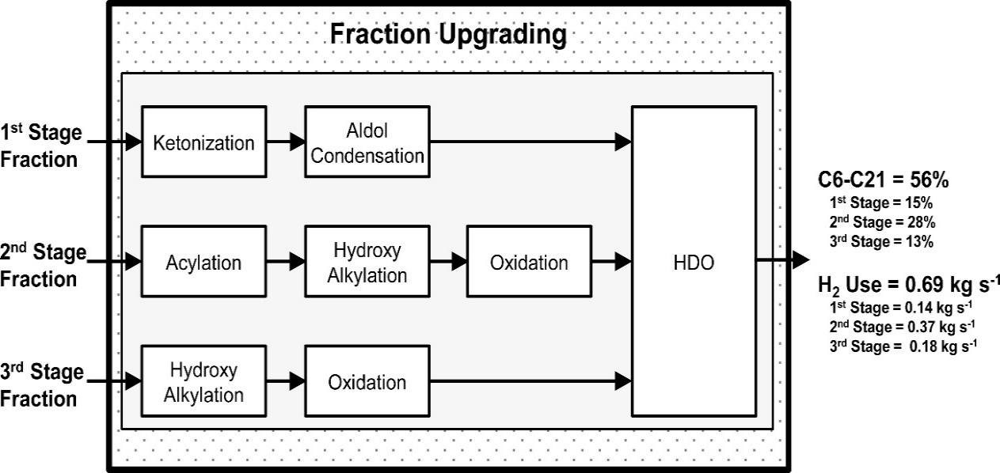 Fraction Upgrading
1st Stage
Fraction
Ketonization
Aldol
Condensation
2nd Stage
Fraction
Acylation
Hydroxy
Alkylation
Oxidation
HDO
3rd Stage
Fraction
Hydroxy
Alkylation
Oxidation
C6-C21 = 56%
1st Stage = 15%
2nd Stage = 28%
3rd Stage = 13%
H2 Use = 0.69 kg s-1
1st Stage = 0.14 kg s-1
2nd Stage = 0.37 kg s-1
3rd Stage = 0.18 kg s-1